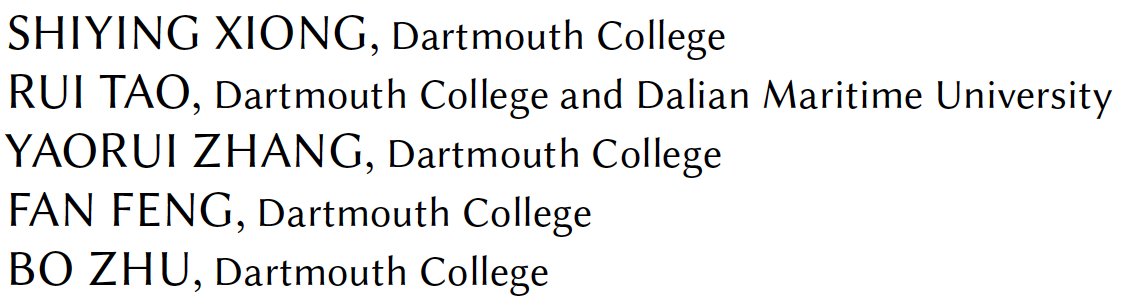 SHIYING XIONG, Dartmouth College
RUI TAO, Dartmouth College and Dalian Maritime University
YAORUI ZHANG, Dartmouth College
FAN FENG, Dartmouth College
BO ZHU, Dartmouth College